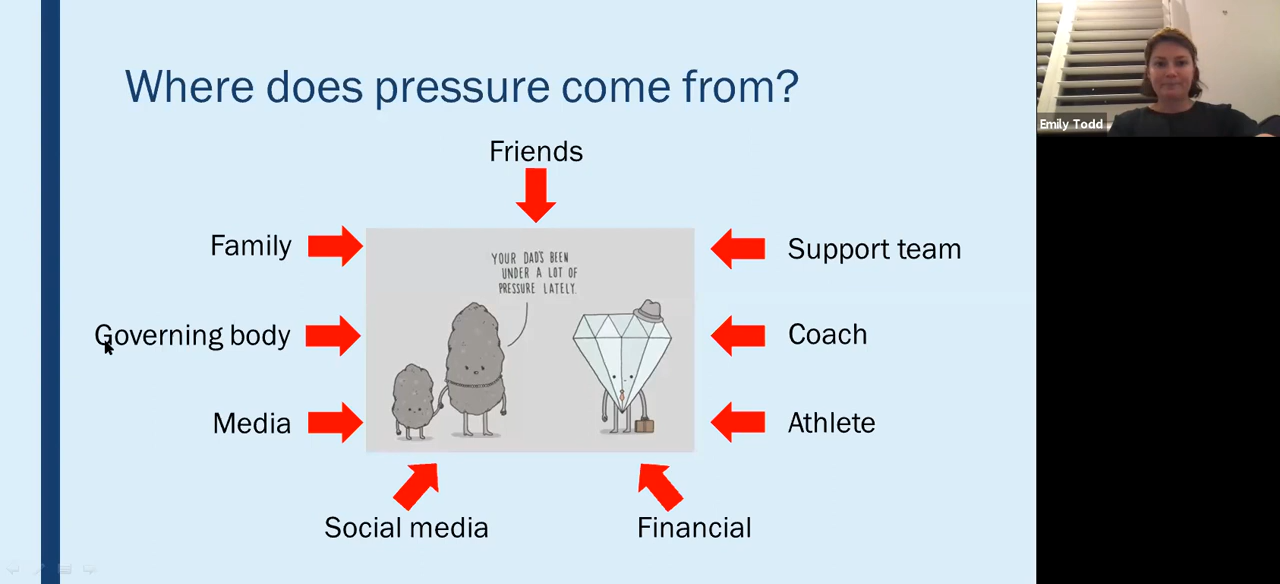 Where does pressure come from?
Emily Todd
Friends
Family
Support team
YOUR DAD'S BEEN
UNDER A LOT OF
PRESSURE LATELY.
Governing body
Coach
Media
Athlete
Social media
Financial